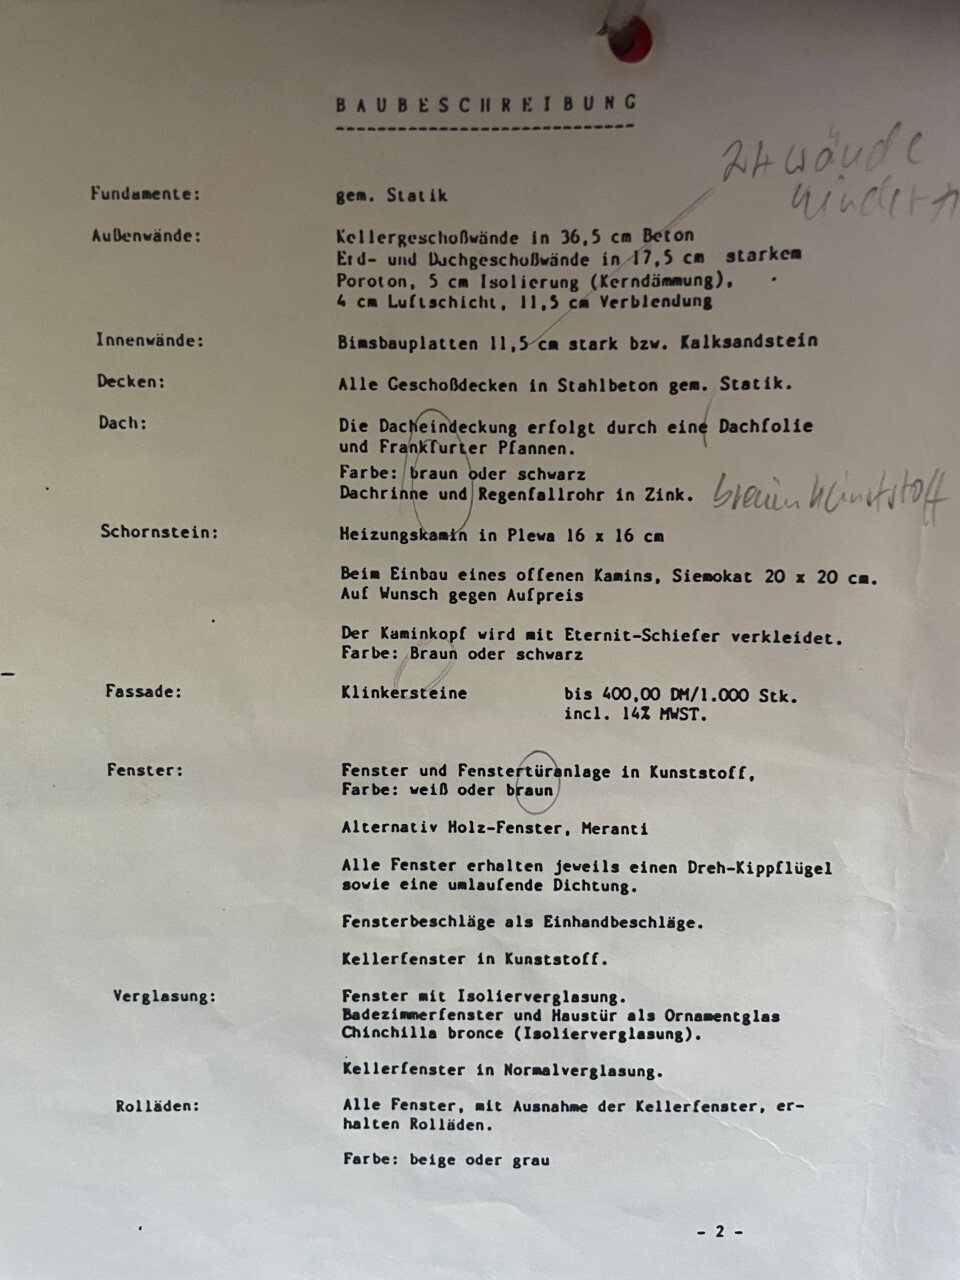 BAUBESCHREIBUNG
Fundamente: gem. Statik
Außenwände: Kellergeschoßwände in 36,5 cm Beton
Erd- und Dachgeschoßwände in 17,5 cm starkem
Poroton, 5 cm Isolierung (Kerndämmung),
4 cm Luftschicht, 11,5 cm Verblendung
Innenwände: Bimsbauplatten 11,5 cm stark bzw. Kalksandstein
Decken: Alle Geschoßdecken in Stahlbeton gem. Statik.
Dach: Die Dacheindeckung erfolgt durch eine Dachfolie
und Frankfurter Pfannen.
Farbe: braun oder schwarz
Dachrinne und Regenfallrohr in Zink. braun Kunststoff
Schornstein: Heizungskamin in Plewa 16 x 16 cm
Beim Einbau eines offenen Kamins, Siemokat 20 x 20 cm.
Auf Wunsch gegen Aufpreis
Der Kaminkopf wird mit Eternit-Schiefer verkleidet.
Farbe: Braun oder schwarz
Fassade: Klinkersteine bis 400,00 DM/1.000 Stk.
incl. 14% MWST.
Fenster: Fenster und Fenstertüranlage in Kunststoff,
Farbe: weiß oder braun
Alternativ Holz-Fenster, Meranti
Alle Fenster erhalten jeweils einen Dreh-Kippflügel
sowie eine umlaufende Dichtung.
Fensterbeschläge als Einhandbeschläge.
Kellerfenster in Kunststoff.
Verglasung: Fenster mit Isolierverglasung.
Badezimmerfenster und Haustür als Ornamentglas
Chinchilla bronce (Isolierverglasung).
Kellerfenster in Normalverglasung.
Rolläden: Alle Fenster, mit Ausnahme der Kellerfenster, er-
halten Rolläden.
Farbe: beige oder grau
- 2 -